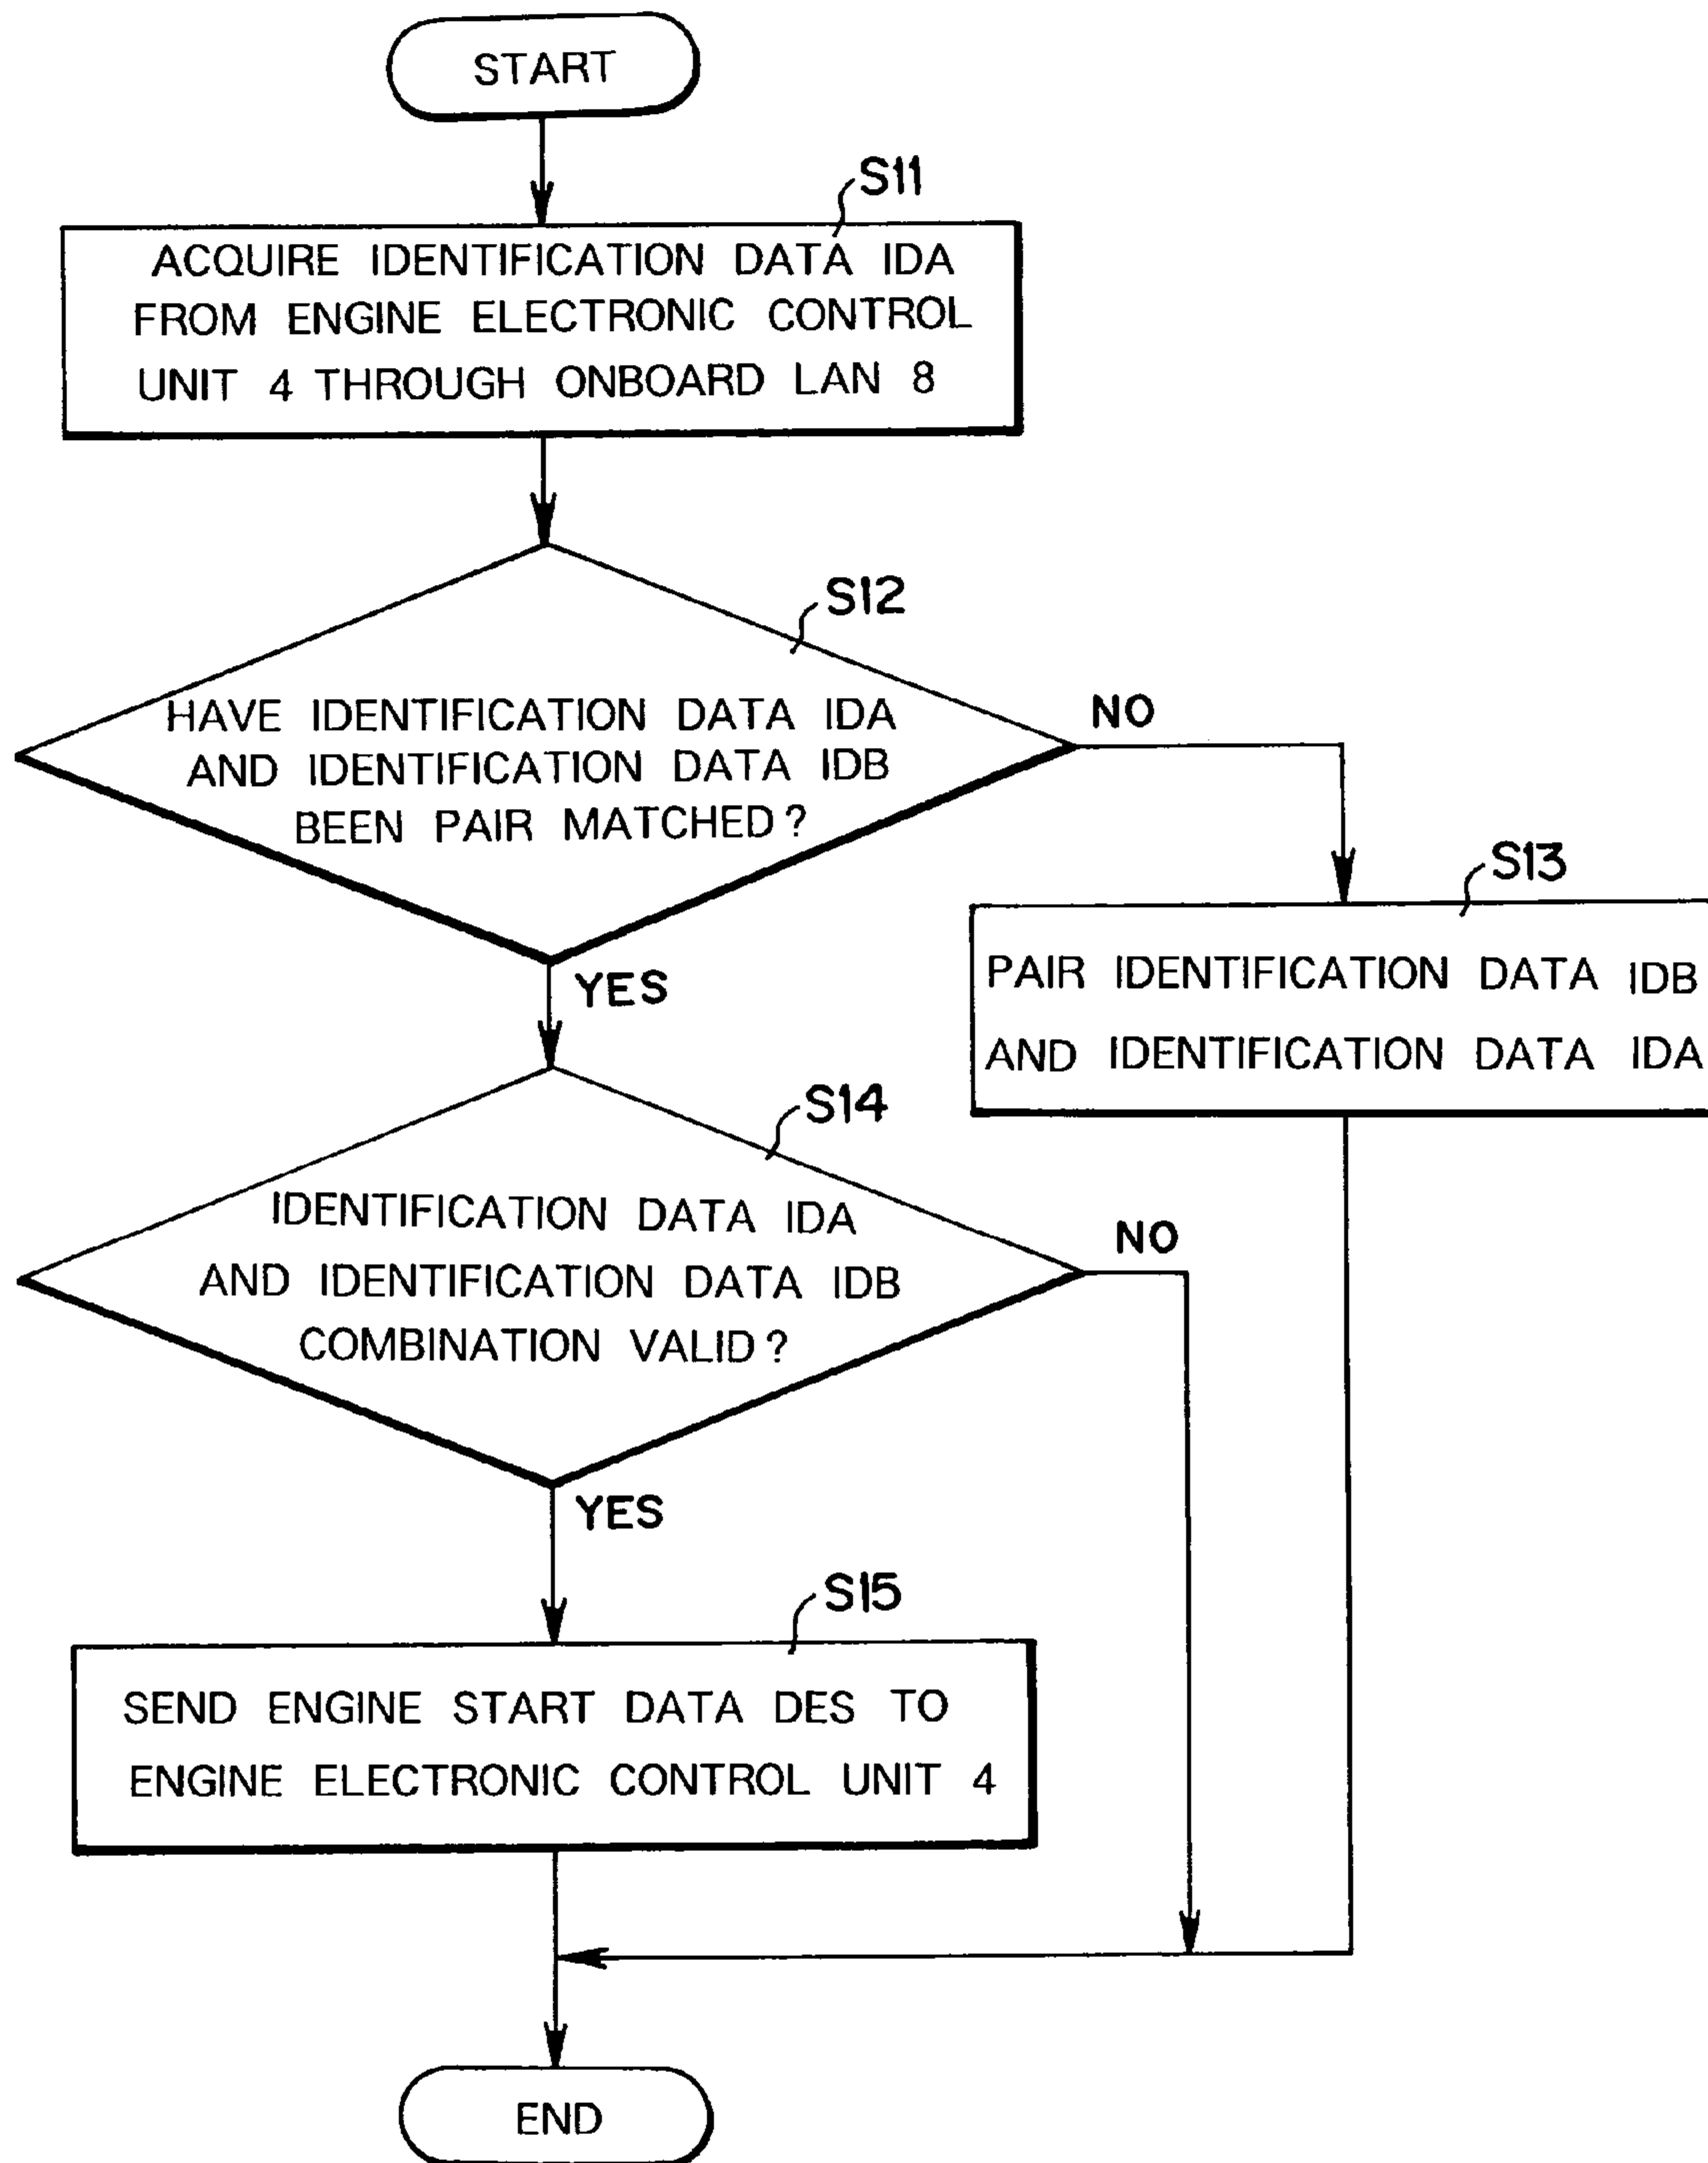 START
S11
ACQUIRE IDENTIFICATION DATA IDA
FROM ENGINE ELECTRONIC CONTROL
UNIT 4 THROUGH ONBOARD LAN 8
S12
HAVE IDENTIFICATION DATA IDA
AND IDENTIFICATION DATA IDB
BEEN PAIR MATCHED?
NO
YES
S13
PAIR IDENTIFICATION DATA IDB
AND IDENTIFICATION DATA IDA
S14
IDENTIFICATION DATA IDA
AND IDENTIFICATION DATA IDB
COMBINATION VALID?
NO
YES
S15
SEND ENGINE START DATA DES TO
ENGINE ELECTRONIC CONTROL UNIT 4
END